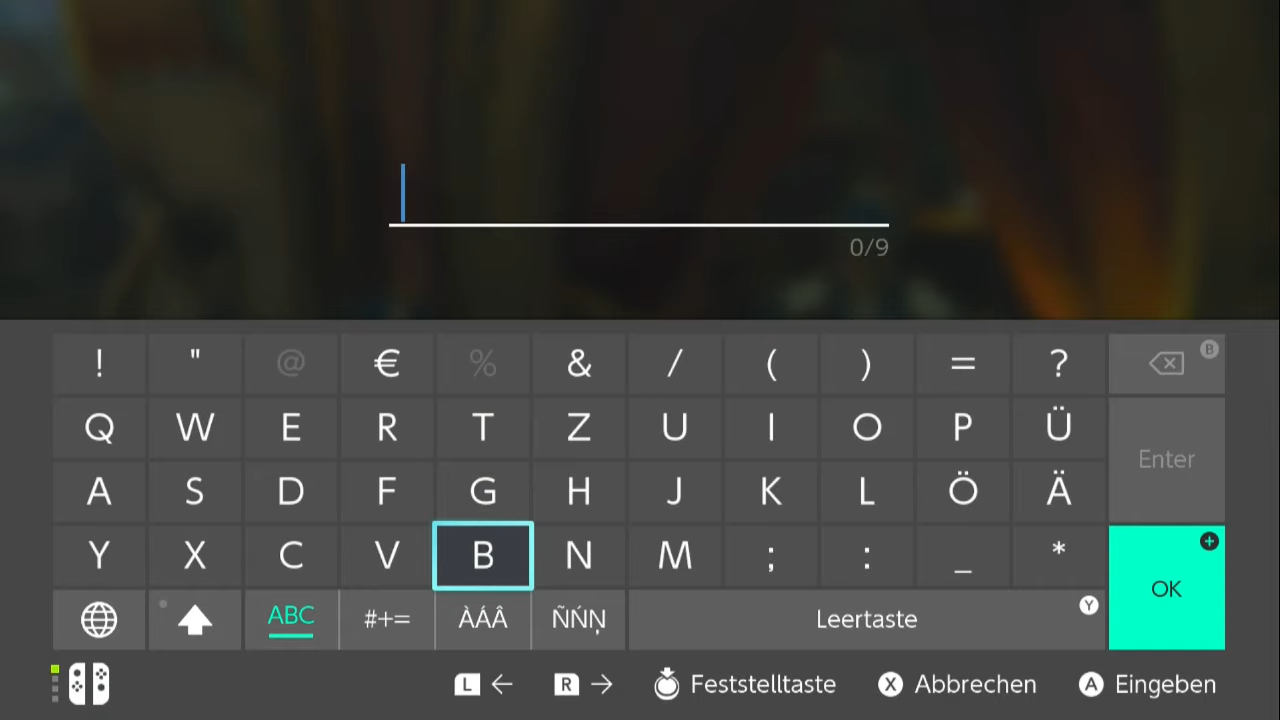 0/9
! " @ € % & / ( ) = ? B
Q W E R T Z U I O P Ü
Enter
A S D F G H J K L Ö Ä
Y X C V B N M ; : _ *
+
OK
ABC #+= ÀÁÂ ÑŃŅ Leertaste Y
L ← R → Feststelltaste X Abbrechen A Eingeben